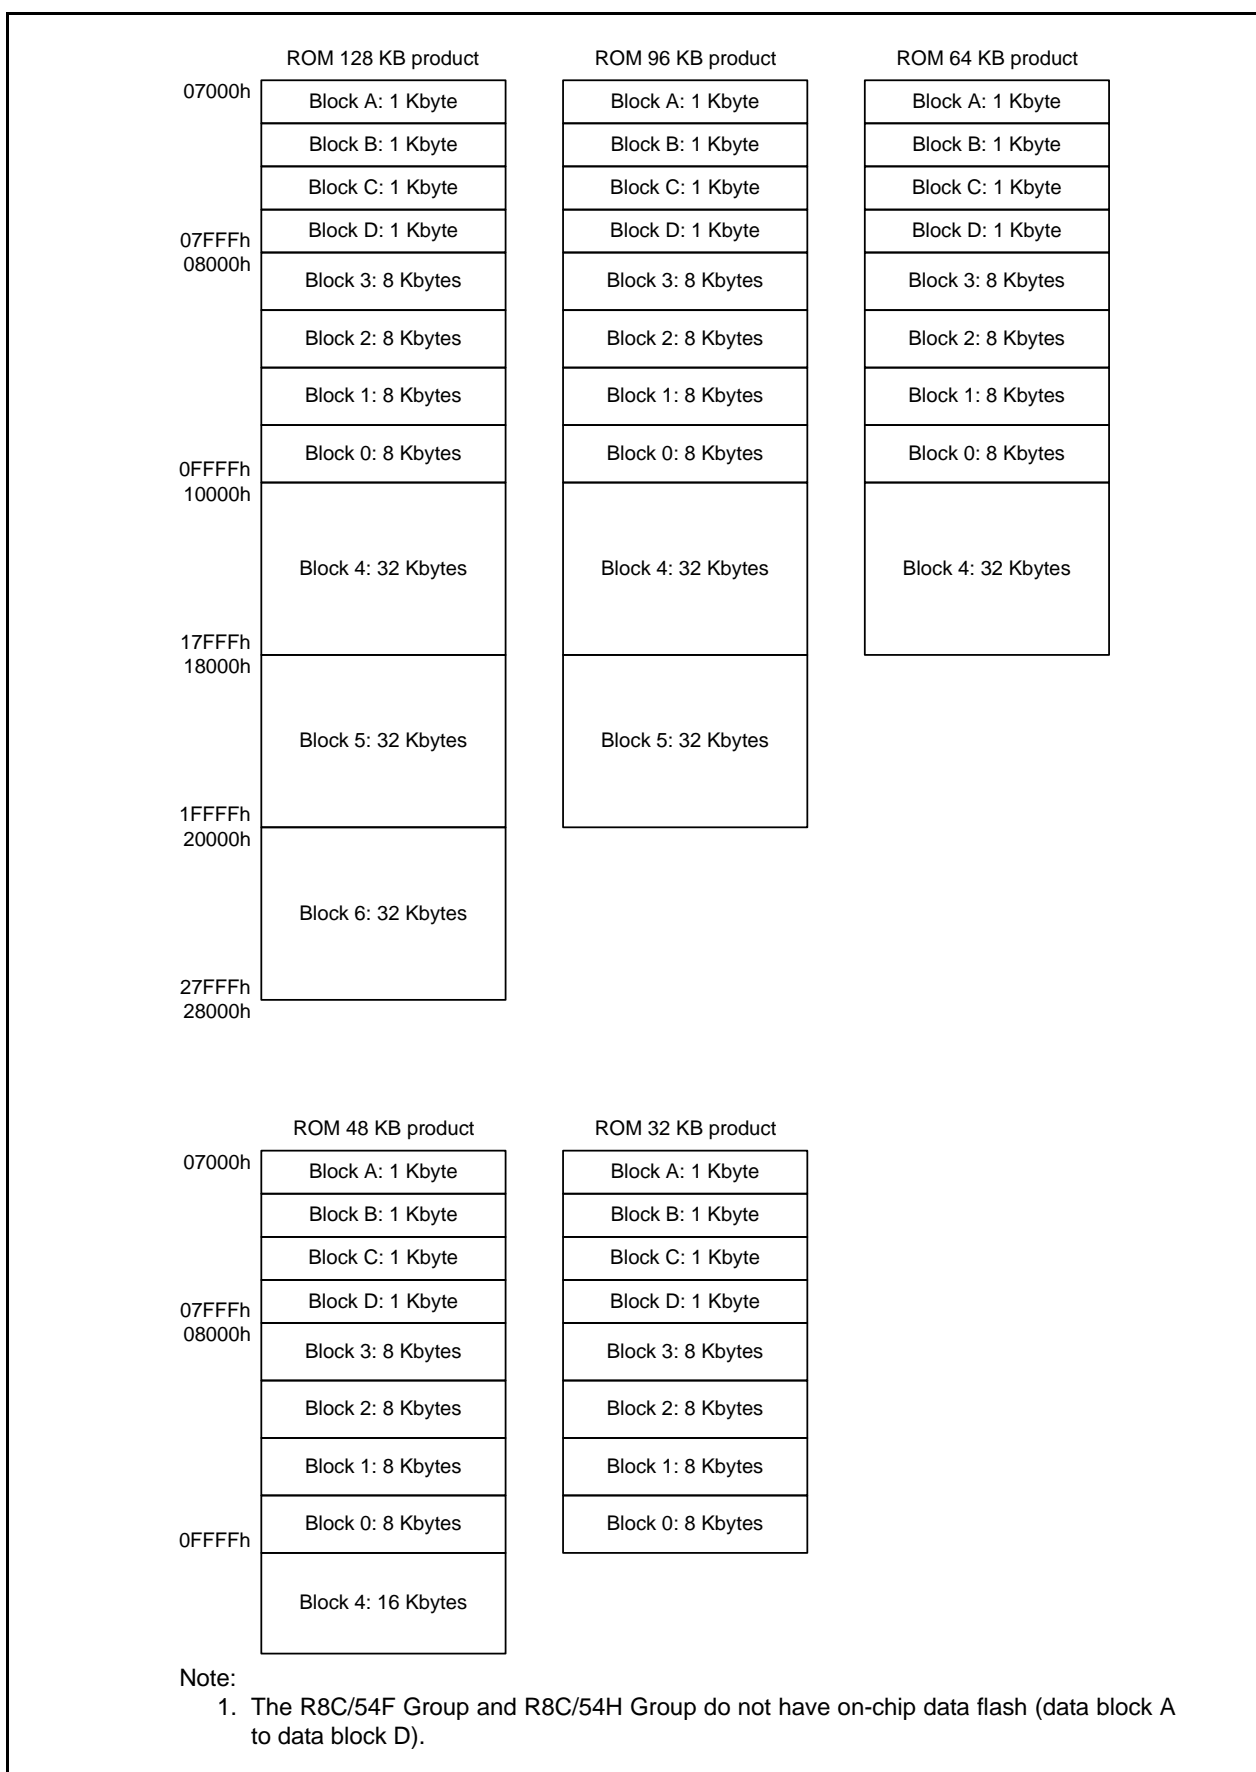 ROM 128 KB product
ROM 96 KB product
ROM 64 KB product
07000h
Block A: 1 Kbyte
Block A: 1 Kbyte
Block A: 1 Kbyte
Block B: 1 Kbyte
Block B: 1 Kbyte
Block B: 1 Kbyte
Block C: 1 Kbyte
Block C: 1 Kbyte
Block C: 1 Kbyte
Block D: 1 Kbyte
Block D: 1 Kbyte
Block D: 1 Kbyte
07FFFh
08000h
Block 3: 8 Kbytes
Block 3: 8 Kbytes
Block 3: 8 Kbytes
Block 2: 8 Kbytes
Block 2: 8 Kbytes
Block 2: 8 Kbytes
Block 1: 8 Kbytes
Block 1: 8 Kbytes
Block 1: 8 Kbytes
Block 0: 8 Kbytes
Block 0: 8 Kbytes
Block 0: 8 Kbytes
0FFFFh
10000h
Block 4: 32 Kbytes
Block 4: 32 Kbytes
Block 4: 32 Kbytes
17FFFh
18000h
Block 5: 32 Kbytes
Block 5: 32 Kbytes
1FFFFh
20000h
Block 6: 32 Kbytes
27FFFh
28000h
ROM 48 KB product
ROM 32 KB product
07000h
Block A: 1 Kbyte
Block A: 1 Kbyte
Block B: 1 Kbyte
Block B: 1 Kbyte
Block C: 1 Kbyte
Block C: 1 Kbyte
Block D: 1 Kbyte
Block D: 1 Kbyte
07FFFh
08000h
Block 3: 8 Kbytes
Block 3: 8 Kbytes
Block 2: 8 Kbytes
Block 2: 8 Kbytes
Block 1: 8 Kbytes
Block 1: 8 Kbytes
Block 0: 8 Kbytes
Block 0: 8 Kbytes
0FFFFh
Block 4: 16 Kbytes
Note:
1. The R8C/54F Group and R8C/54H Group do not have on-chip data flash (data block A
to data block D).